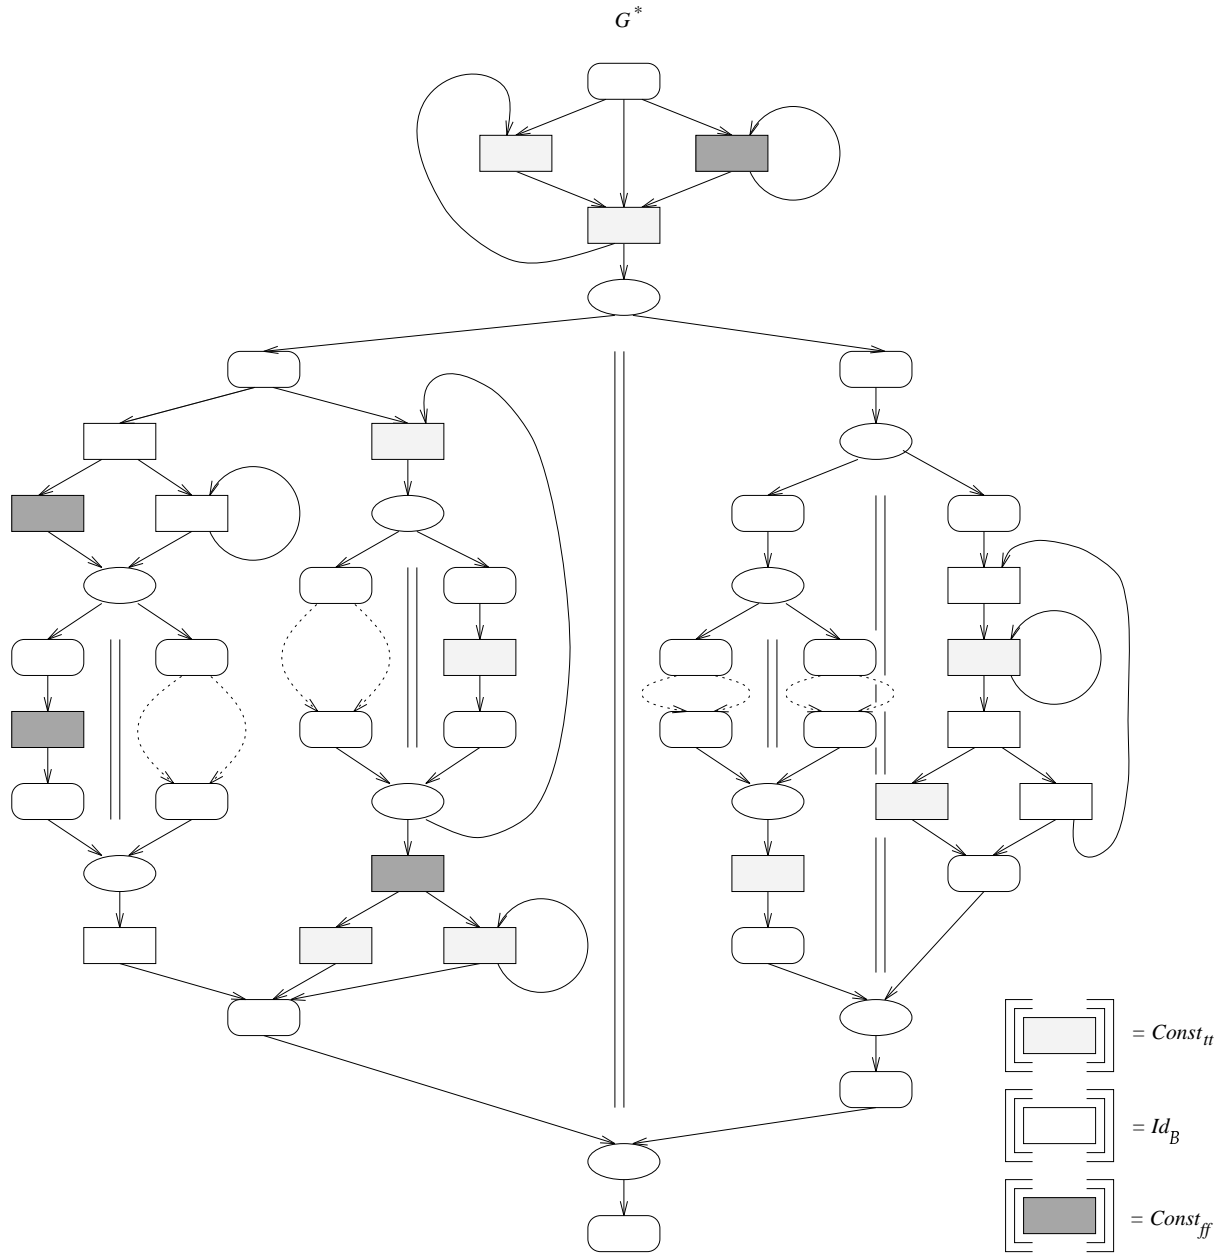 G*
= Const_tt
= Id_B
= Const_ff